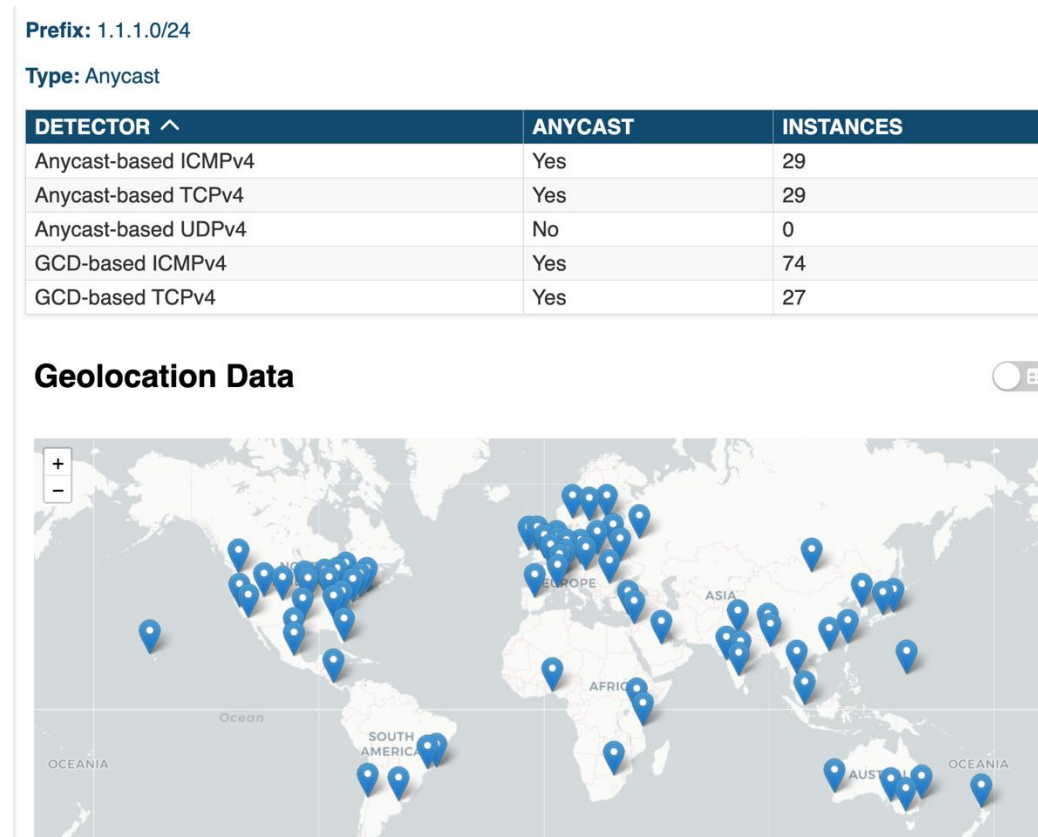 Prefix: 1.1.1.0/24
Type: Anycast
DETECTOR ANYCAST INSTANCES
Anycast-based ICMPv4 Yes 29
Anycast-based TCPv4 Yes 29
Anycast-based UDPv4 No 0
GCD-based ICMPv4 Yes 74
GCD-based TCPv4 Yes 27
Geolocation Data
+
−
EUROPE
ASIA
Ocean
SOUTH
AMERICA
OCEANIA
OCEANIA